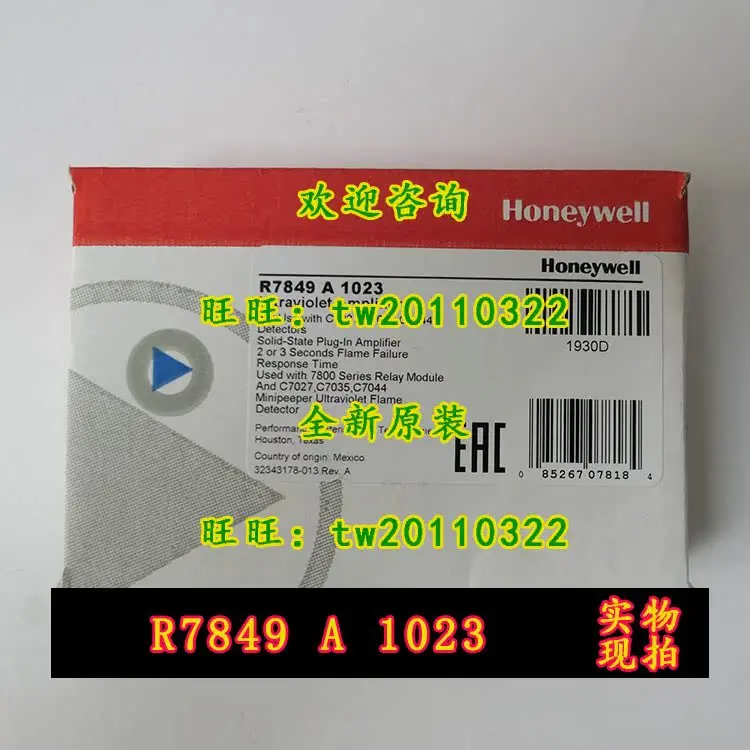 欢迎咨询
Honeywell
Honeywell
R7849 A 1023
旺旺：tw20110322
Detectors
Solid-State Plug-In Amplifier
2 or 3 Seconds Flame Failure
Response Time
Used with 7800 Series Relay Module
And C7027,C7035,C7044
Minipeeper Ultraviolet Flame
Detector
1930D
全新原装
Houston, Texas
Country of origin: Mexico
32343178-013 Rev. A
EAC
0 85267 07818 4
旺旺：tw20110322
R7849 A 1023
实物
现拍